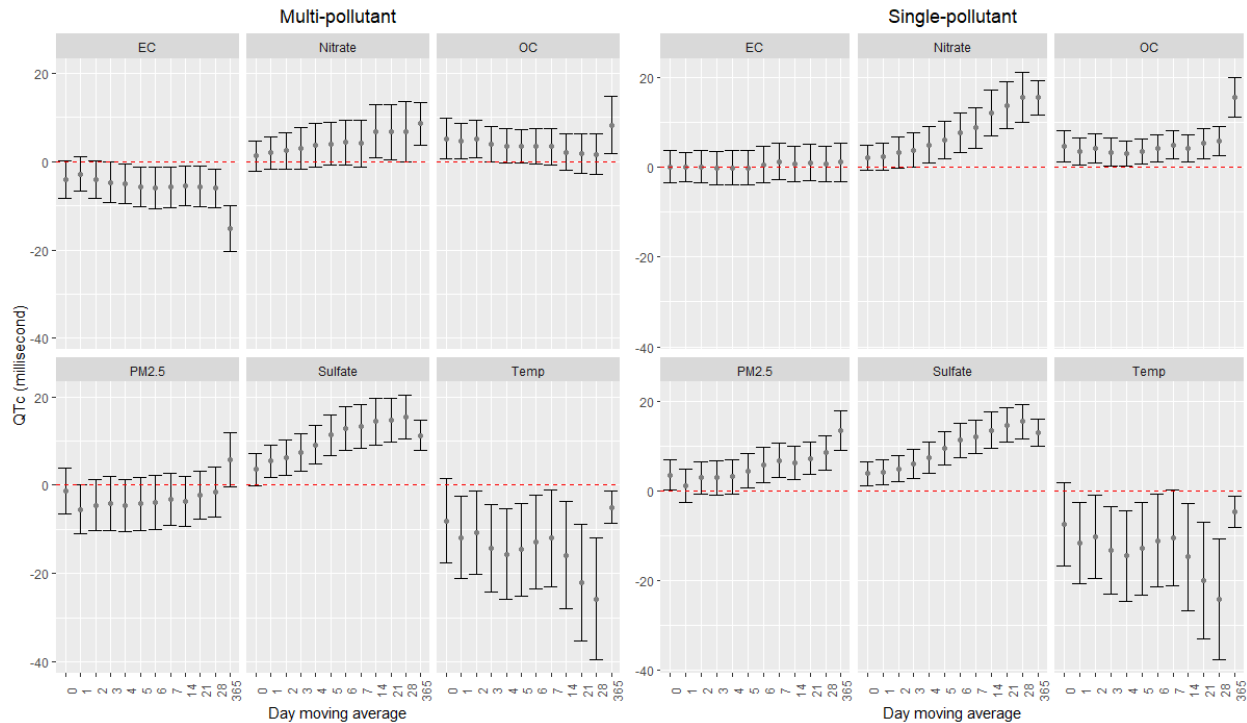 Multi-pollutant
Single-pollutant
EC Nitrate OC
EC Nitrate OC
20
0
-20
-40
20
0
-20
-40
PM2.5 Sulfate Temp
PM2.5 Sulfate Temp
QTc (millisecond)
20
0
-20
-40
20
0
-20
-40
0 1 2 3 4 5 6 7 14 21 28 365
0 1 2 3 4 5 6 7 14 21 28 365
0 1 2 3 4 5 6 7 14 21 28 365
0 1 2 3 4 5 6 7 14 21 28 365
0 1 2 3 4 5 6 7 14 21 28 365
0 1 2 3 4 5 6 7 14 21 28 365
Day moving average
Day moving average